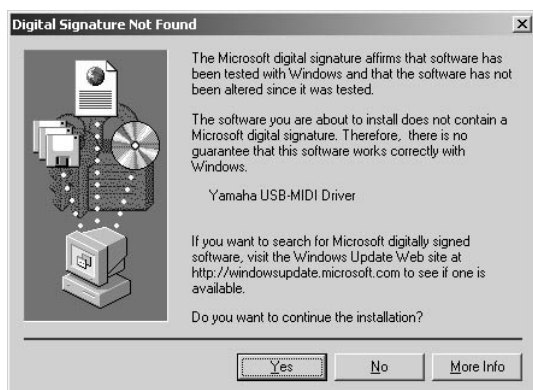 Digital Signature Not Found
The Microsoft digital signature affirms that software has
been tested with Windows and that the software has not
been altered since it was tested.
The software you are about to install does not contain a
Microsoft digital signature. Therefore, there is no
guarantee that this software works correctly with
Windows.
Yamaha USB-MIDI Driver
If you want to search for Microsoft digitally signed
software, visit the Windows Update Web site at
http://windowsupdate.microsoft.com to see if one is
available.
Do you want to continue the installation?
Yes No More Info